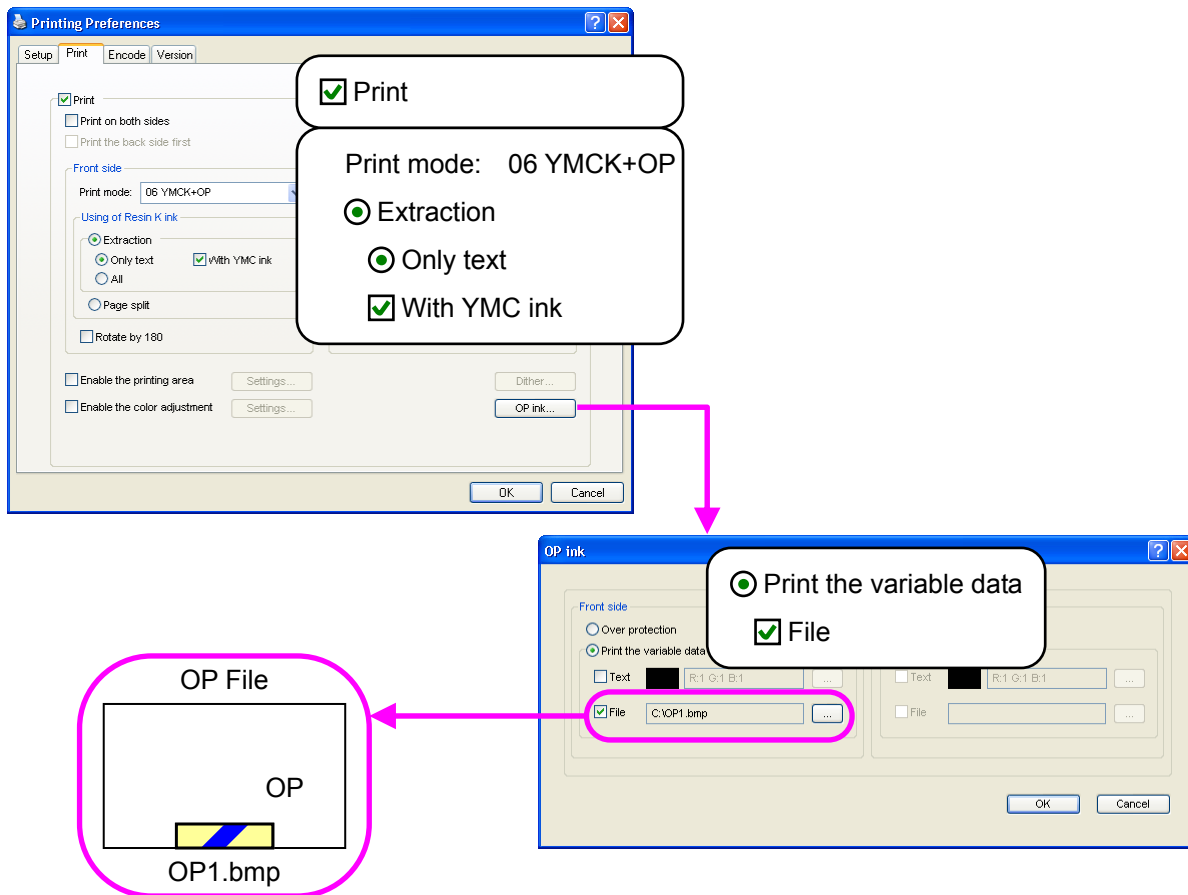 Printing Preferences
Setup Print Encode Version
Print
Print on both sides
Print the back side first
Front side
Print mode: 06 YMCK+OP
Using of Resin K ink
Extraction
Only text With YMC ink
All
Page split
Rotate by 180
Enable the printing area Settings... Dither...
Enable the color adjustment Settings... OP ink...
OK Cancel
Print
Print mode: 06 YMCK+OP
Extraction
Only text
With YMC ink
OP ink
Front side
Over protection
Print the variable data
Text R:1 G:1 B:1 ... Text R:1 G:1 B:1 ...
File C:\OP1.bmp ... File ...
OK Cancel
Print the variable data
File
OP File
OP
OP1.bmp